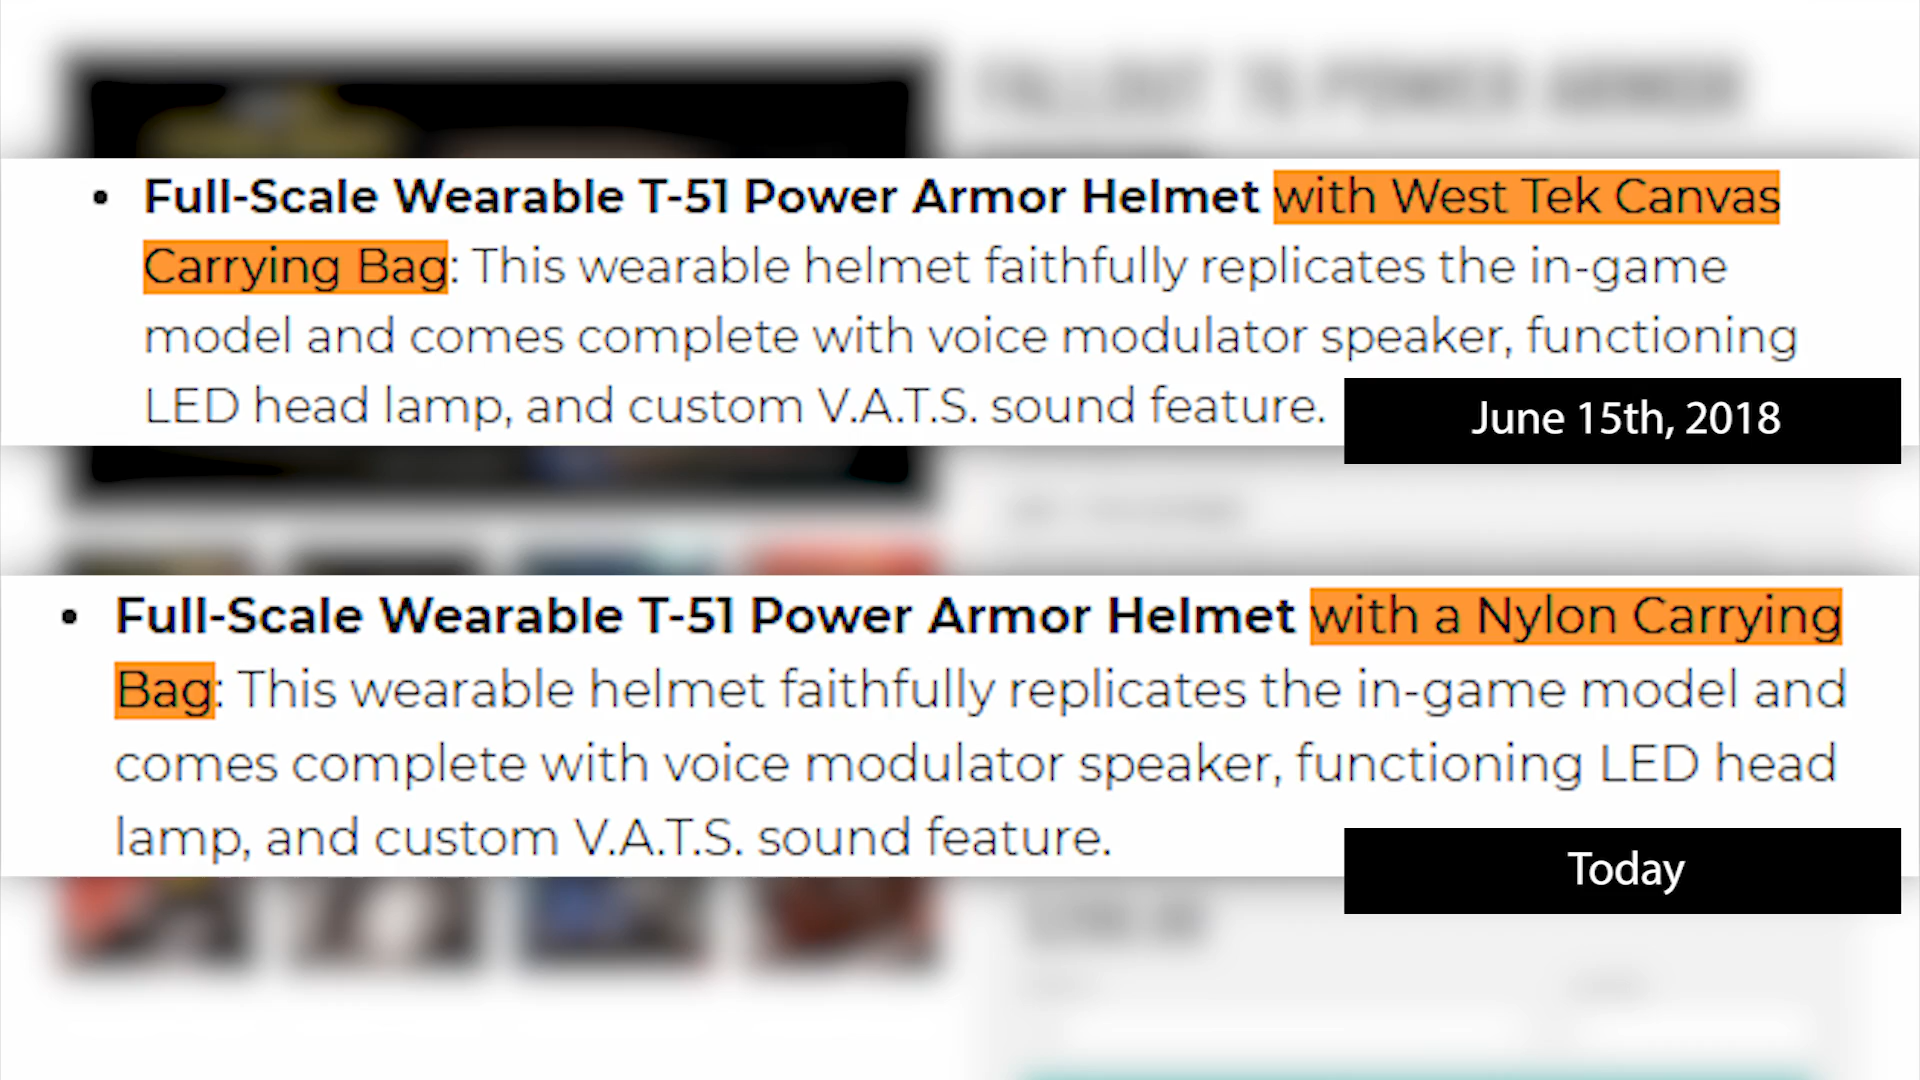 FALLOUT 76 POWER ARMOR
• Full-Scale Wearable T-51 Power Armor Helmet with West Tek Canvas
Carrying Bag: This wearable helmet faithfully replicates the in-game
model and comes complete with voice modulator speaker, functioning
LED head lamp, and custom V.A.T.S. sound feature.
June 15th, 2018
• Full-Scale Wearable T-51 Power Armor Helmet with a Nylon Carrying
Bag: This wearable helmet faithfully replicates the in-game model and
comes complete with voice modulator speaker, functioning LED head
lamp, and custom V.A.T.S. sound feature.
Today